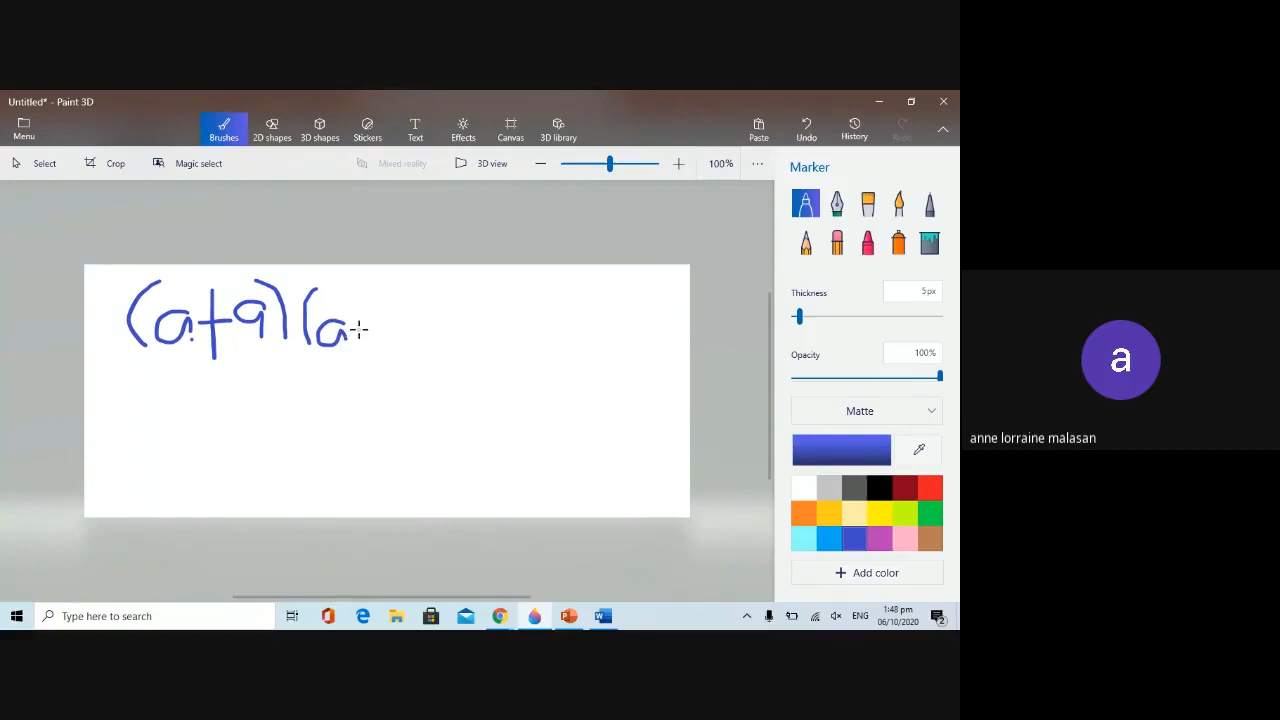 Untitled* - Paint 3D
Menu
Brushes 2D shapes 3D shapes Stickers Text Effects Canvas 3D library Paste Undo History Redo
Select Crop Magic select Mixed reality 3D view 100% ...
Marker
Thickness 5px
Opacity 100%
Matte
Add color
(a+9)(a
a
anne lorraine malasan
Type here to search
ENG
1:48 pm
06/10/2020
2